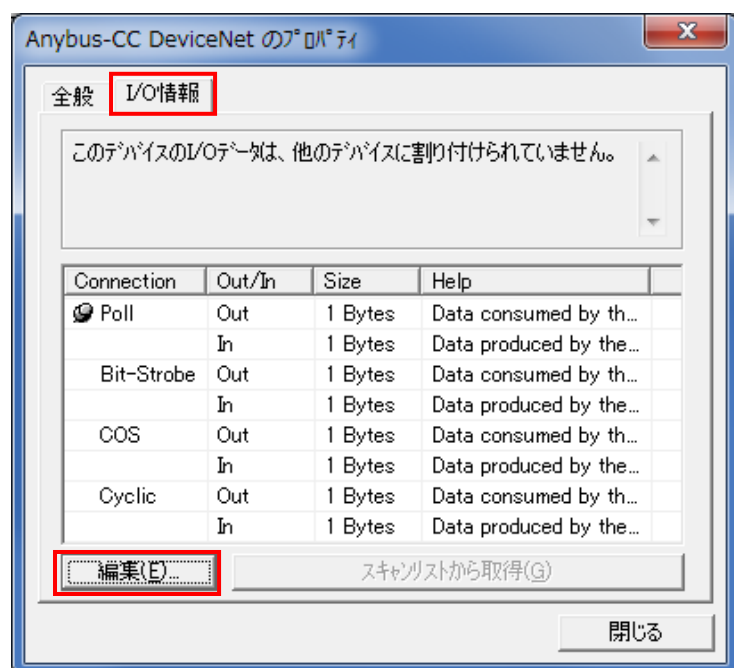 Anybus-CC DeviceNet のﾌﾟﾛﾊﾟﾃｨ
全般 I/O情報
このﾃﾞﾊﾞｲｽのI/Oﾃﾞｰﾀは、他のﾃﾞﾊﾞｲｽに割り付けられていません。
Connection Out/In Size Help
Poll Out 1 Bytes Data consumed by th...
In 1 Bytes Data produced by the...
Bit-Strobe Out 1 Bytes Data consumed by th...
In 1 Bytes Data produced by the...
COS Out 1 Bytes Data consumed by th...
In 1 Bytes Data produced by the...
Cyclic Out 1 Bytes Data consumed by th...
In 1 Bytes Data produced by the...
編集(E)... ｽｷｬﾝﾘｽﾄから取得(G)
閉じる